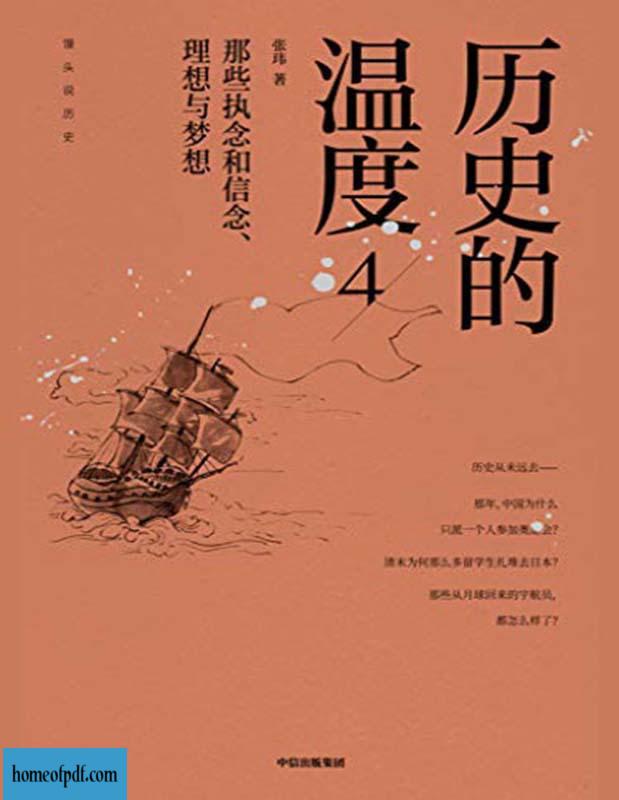 历史的
温度
4
张玮 著
那些执念和信念、
理想与梦想
馒头说历史
历史从未远去——
那年,中国为什么
只派一个人参加奥运会?
清末为何那么多留学生扎堆去日本?
那些从月球回来的宇航员,
都怎么样了?
中信出版集团
homeofpdf.com